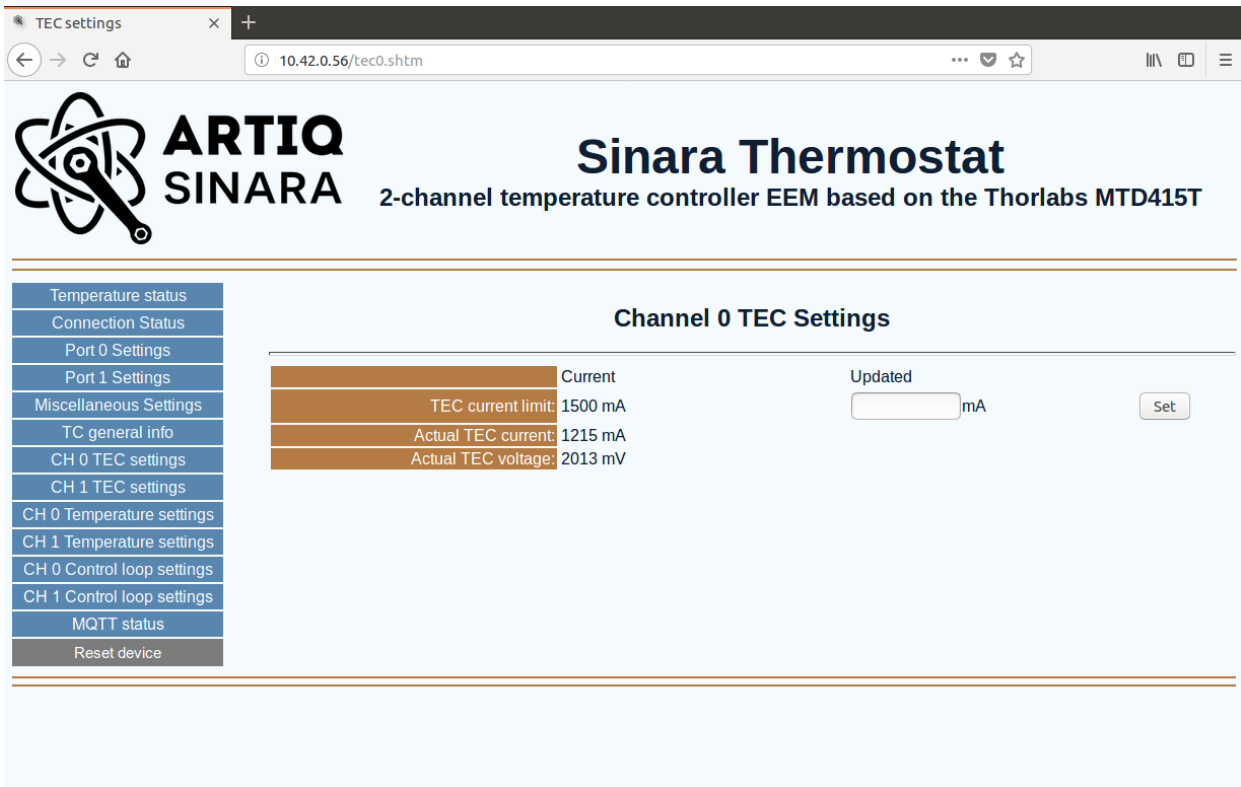 TEC settings
10.42.0.56/tec0.shtm
ARTIQ
SINARA
Sinara Thermostat
2-channel temperature controller EEM based on the Thorlabs MTD415T
Temperature status
Connection Status
Port 0 Settings
Port 1 Settings
Miscellaneous Settings
TC general info
CH 0 TEC settings
CH 1 TEC settings
CH 0 Temperature settings
CH 1 Temperature settings
CH 0 Control loop settings
CH 1 Control loop settings
MQTT status
Reset device
Channel 0 TEC Settings
Current Updated
TEC current limit: 1500 mA mA Set
Actual TEC current: 1215 mA
Actual TEC voltage: 2013 mV